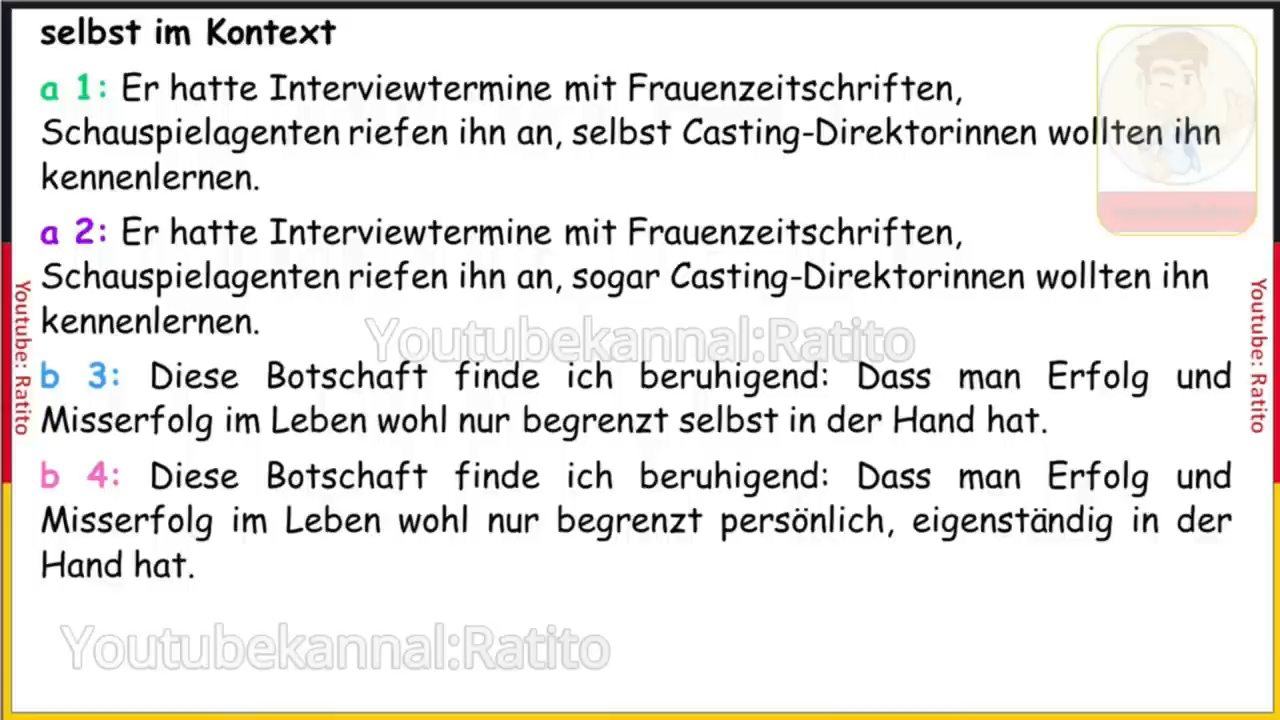 selbst im Kontext
a 1: Er hatte Interviewtermine mit Frauenzeitschriften,
Schauspielagenten riefen ihn an, selbst Casting-Direktorinnen wollten ihn
kennenlernen.
a 2: Er hatte Interviewtermine mit Frauenzeitschriften,
Schauspielagenten riefen ihn an, sogar Casting-Direktorinnen wollten ihn
kennenlernen.
Youtubekannal:Ratito
Youtube: Ratito
Youtube: Ratito
b 3: Diese Botschaft finde ich beruhigend: Dass man Erfolg und
Misserfolg im Leben wohl nur begrenzt selbst in der Hand hat.
b 4: Diese Botschaft finde ich beruhigend: Dass man Erfolg und
Misserfolg im Leben wohl nur begrenzt persönlich, eigenständig in der
Hand hat.
Youtubekannal:Ratito